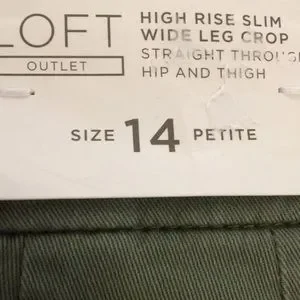 LOFT
OUTLET
HIGH RISE SLIM
WIDE LEG CROP
STRAIGHT THROUGH
HIP AND THIGH
SIZE 14 PETITE